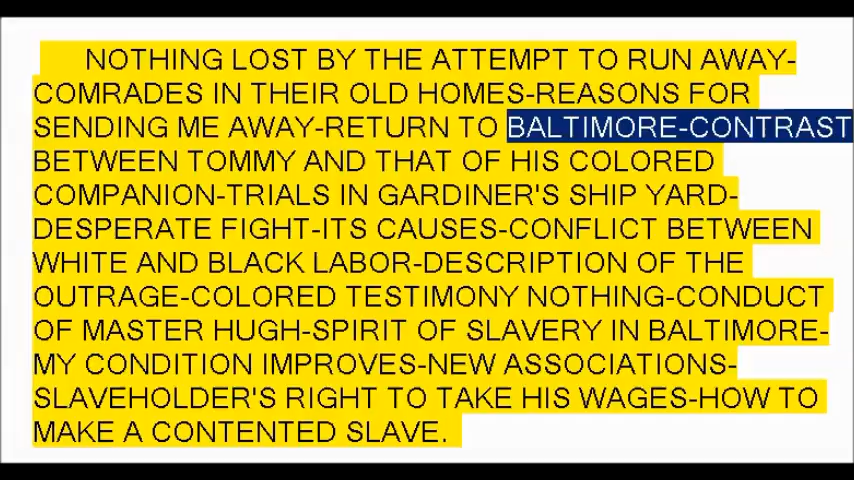 NOTHING LOST BY THE ATTEMPT TO RUN AWAY-
COMRADES IN THEIR OLD HOMES-REASONS FOR
SENDING ME AWAY-RETURN TO BALTIMORE-CONTRAST
BETWEEN TOMMY AND THAT OF HIS COLORED
COMPANION-TRIALS IN GARDINER'S SHIP YARD-
DESPERATE FIGHT-ITS CAUSES-CONFLICT BETWEEN
WHITE AND BLACK LABOR-DESCRIPTION OF THE
OUTRAGE-COLORED TESTIMONY NOTHING-CONDUCT
OF MASTER HUGH-SPIRIT OF SLAVERY IN BALTIMORE-
MY CONDITION IMPROVES-NEW ASSOCIATIONS-
SLAVEHOLDER'S RIGHT TO TAKE HIS WAGES-HOW TO
MAKE A CONTENTED SLAVE.